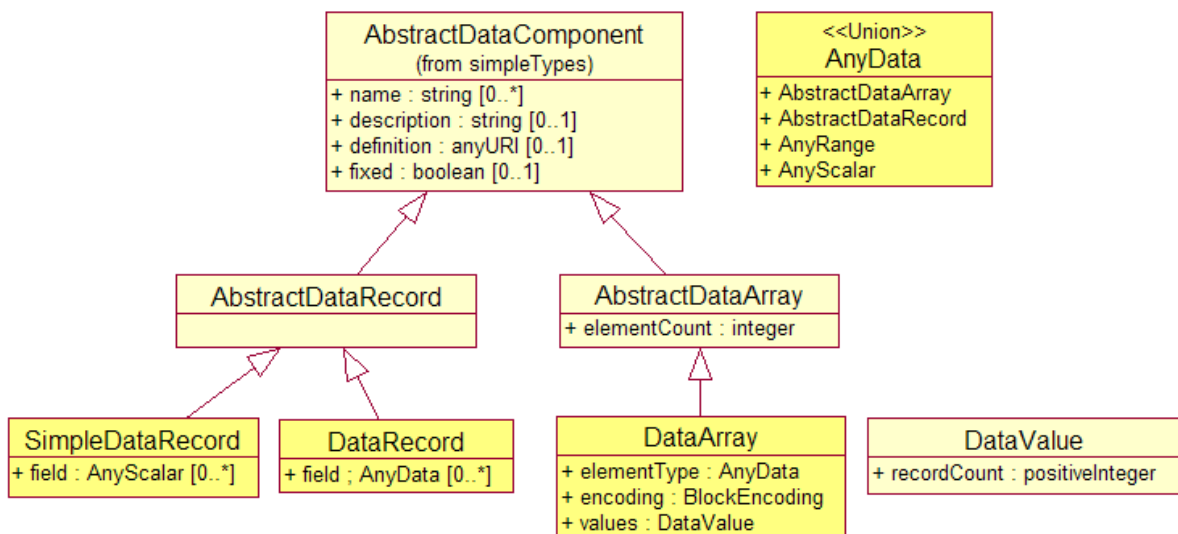 AbstractDataComponent
(from simpleTypes)
+ name : string [0..*]
+ description : string [0..1]
+ definition : anyURI [0..1]
+ fixed : boolean [0..1]
<<Union>>
AnyData
+ AbstractDataArray
+ AbstractDataRecord
+ AnyRange
+ AnyScalar
AbstractDataRecord
AbstractDataArray
+ elementCount : integer
SimpleDataRecord
+ field : AnyScalar [0..*]
DataRecord
+ field ; AnyData [0..*]
DataArray
+ elementType : AnyData
+ encoding : BlockEncoding
+ values : DataValue
DataValue
+ recordCount : positiveInteger